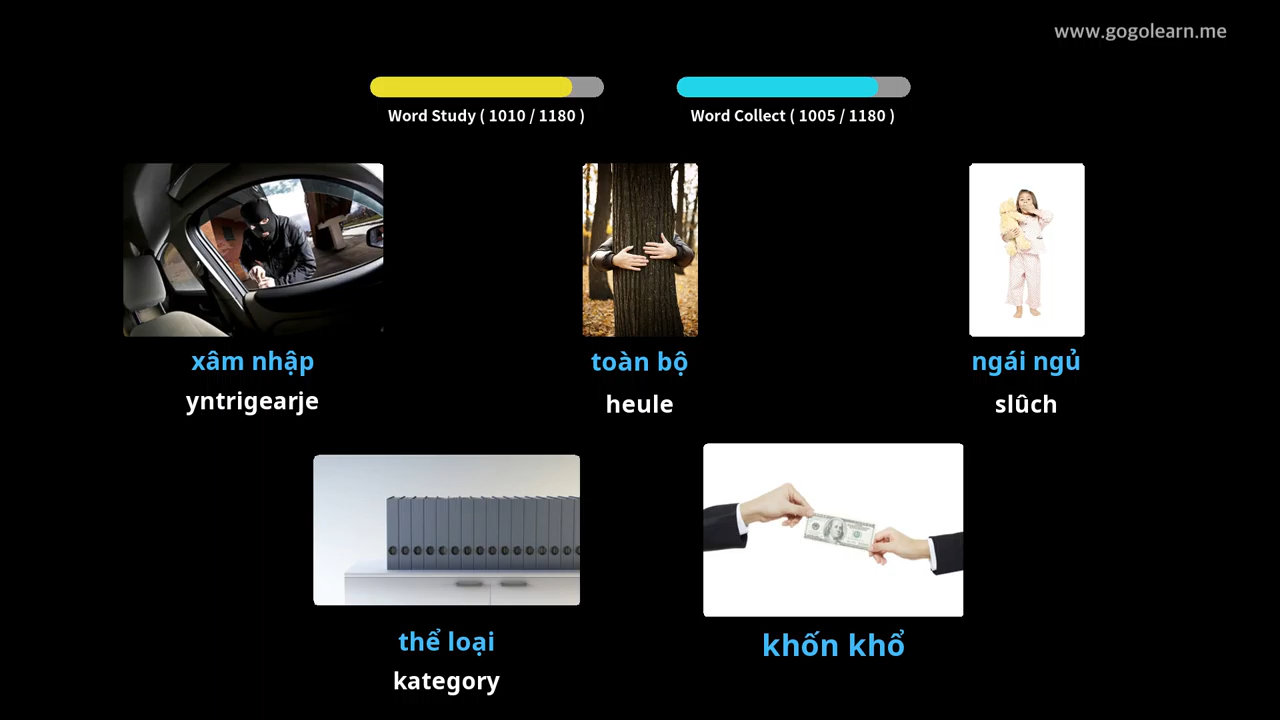 www.gogolearn.me
Word Study ( 1010 / 1180 )
Word Collect ( 1005 / 1180 )
xâm nhập
yntrigearje
toàn bộ
heule
ngái ngủ
slûch
thể loại
kategory
khốn khổ